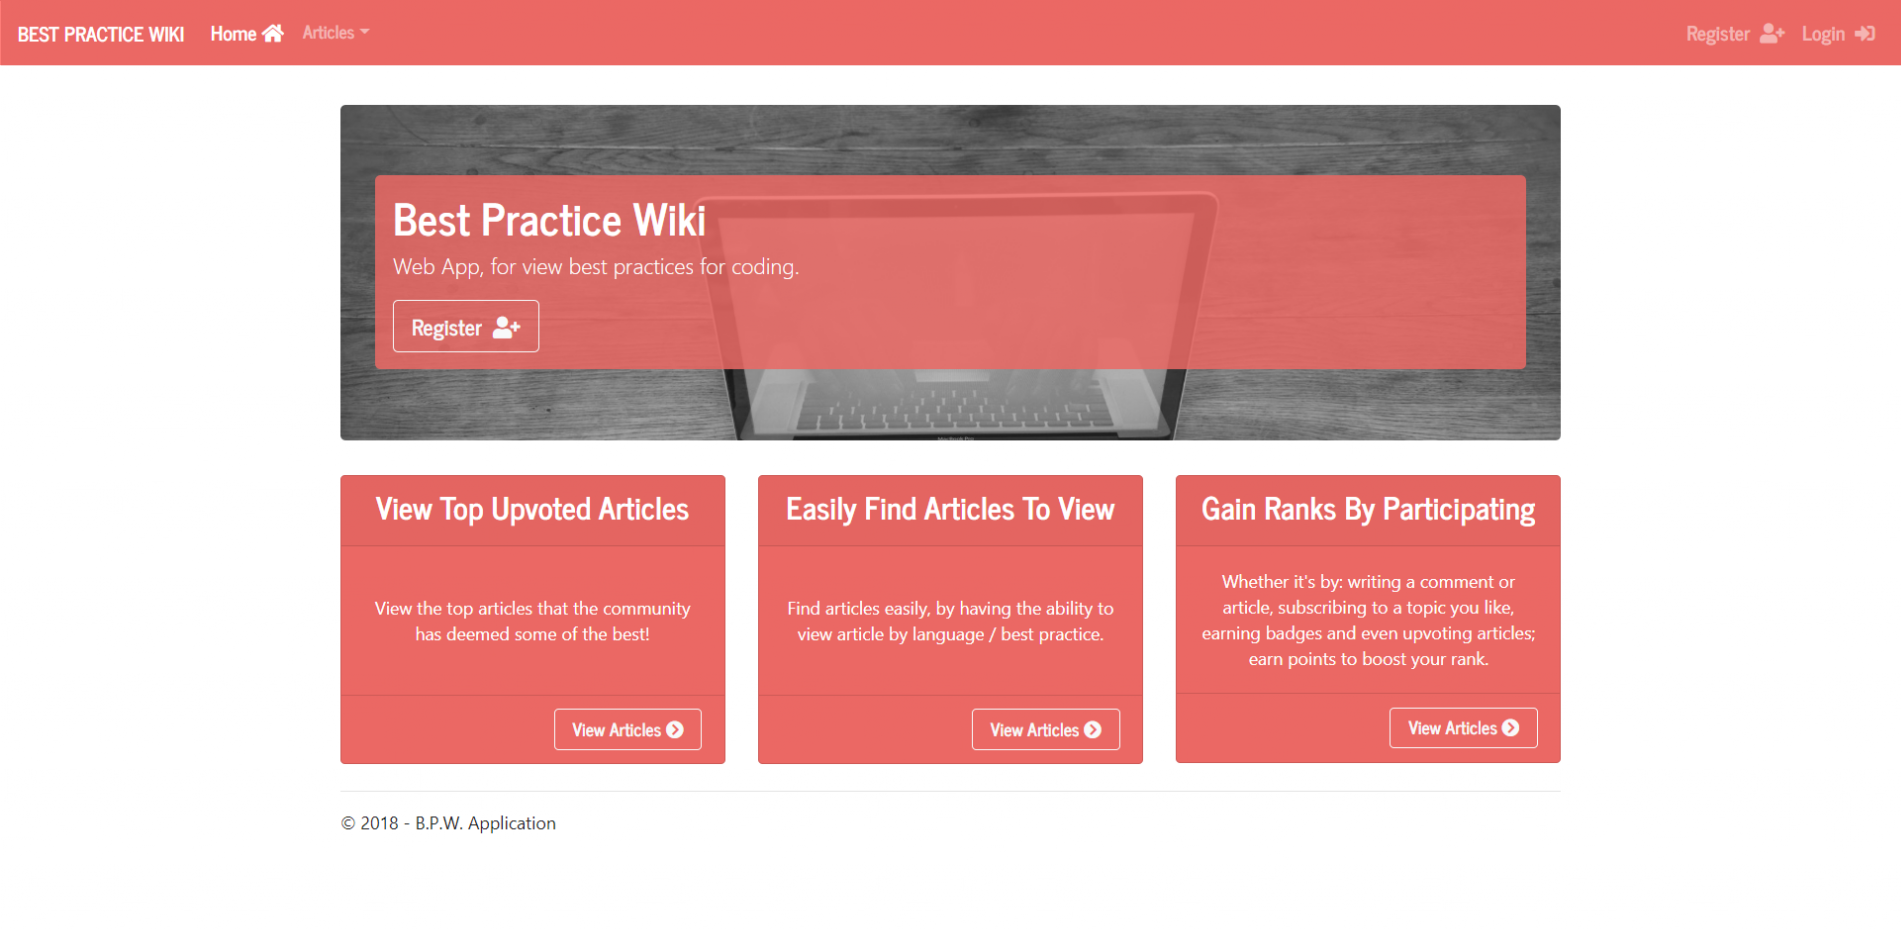 BEST PRACTICE WIKI Home Articles Register Login
Best Practice Wiki
Web App, for view best practices for coding.
Register
View Top Upvoted Articles
View the top articles that the community
has deemed some of the best!
View Articles
Easily Find Articles To View
Find articles easily, by having the ability to
view article by language / best practice.
View Articles
Gain Ranks By Participating
Whether it's by: writing a comment or
article, subscribing to a topic you like,
earning badges and even upvoting articles;
earn points to boost your rank.
View Articles
© 2018 - B.P.W. Application